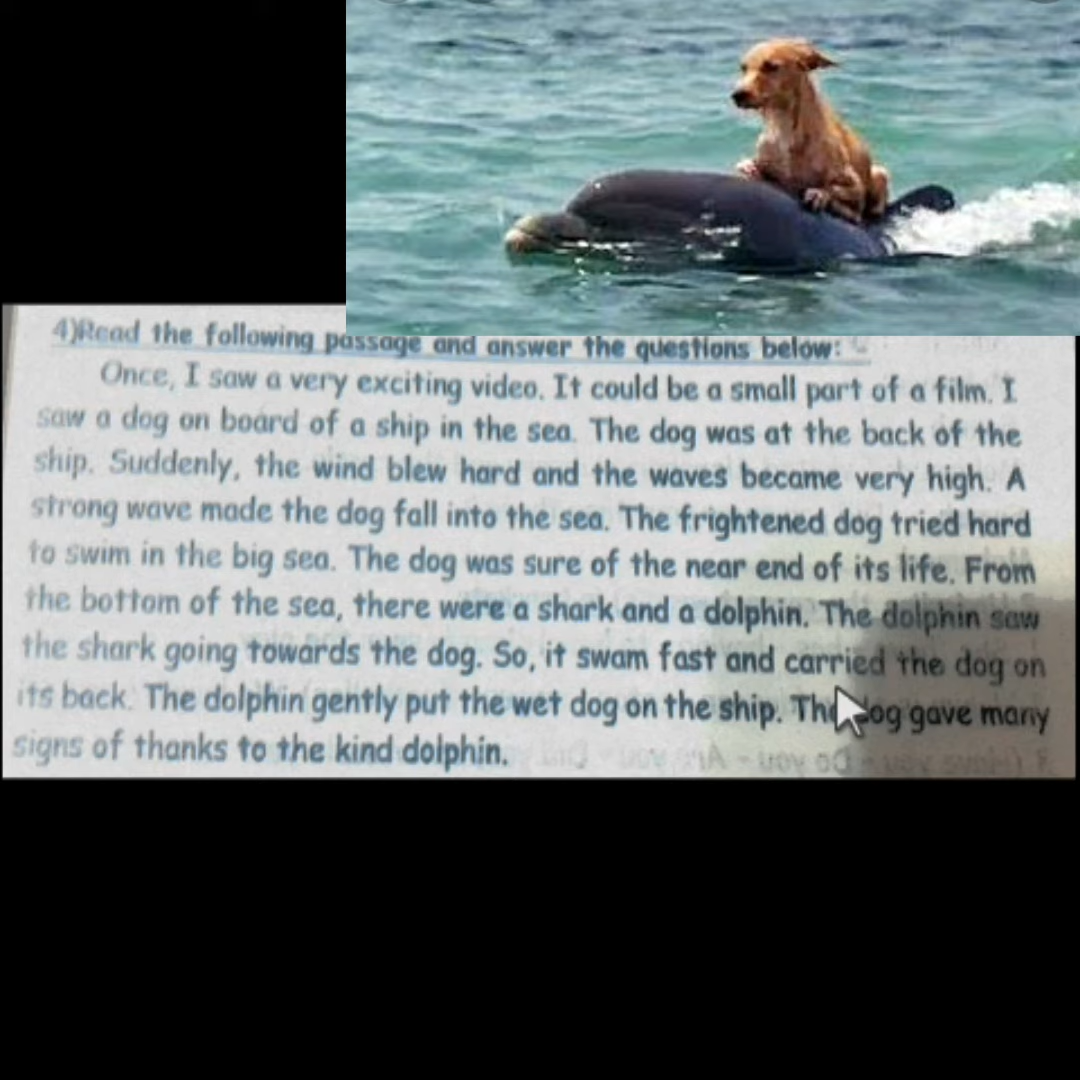 4)Read the following passage and answer the questions below:
Once, I saw a very exciting video. It could be a small part of a film. I
saw a dog on board of a ship in the sea. The dog was at the back of the
ship. Suddenly, the wind blew hard and the waves became very high. A
strong wave made the dog fall into the sea. The frightened dog tried hard
to swim in the big sea. The dog was sure of the near end of its life. From
the bottom of the sea, there were a shark and a dolphin. The dolphin saw
the shark going towards the dog. So, it swam fast and carried the dog on
its back. The dolphin gently put the wet dog on the ship. The dog gave many
signs of thanks to the kind dolphin.